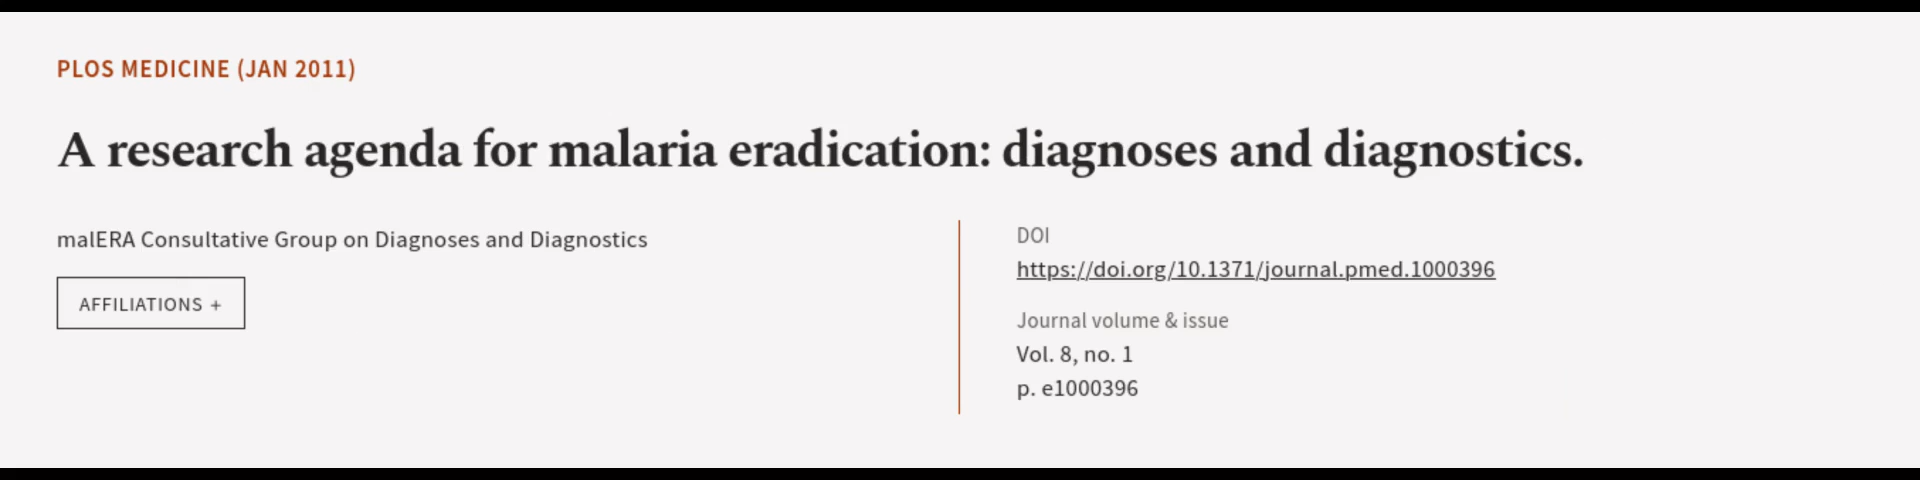 PLOS MEDICINE (JAN 2011)
A research agenda for malaria eradication: diagnoses and diagnostics.
malERA Consultative Group on Diagnoses and Diagnostics
AFFILIATIONS +
DOI
https://doi.org/10.1371/journal.pmed.1000396
Journal volume & issue
Vol. 8, no. 1
p. e1000396